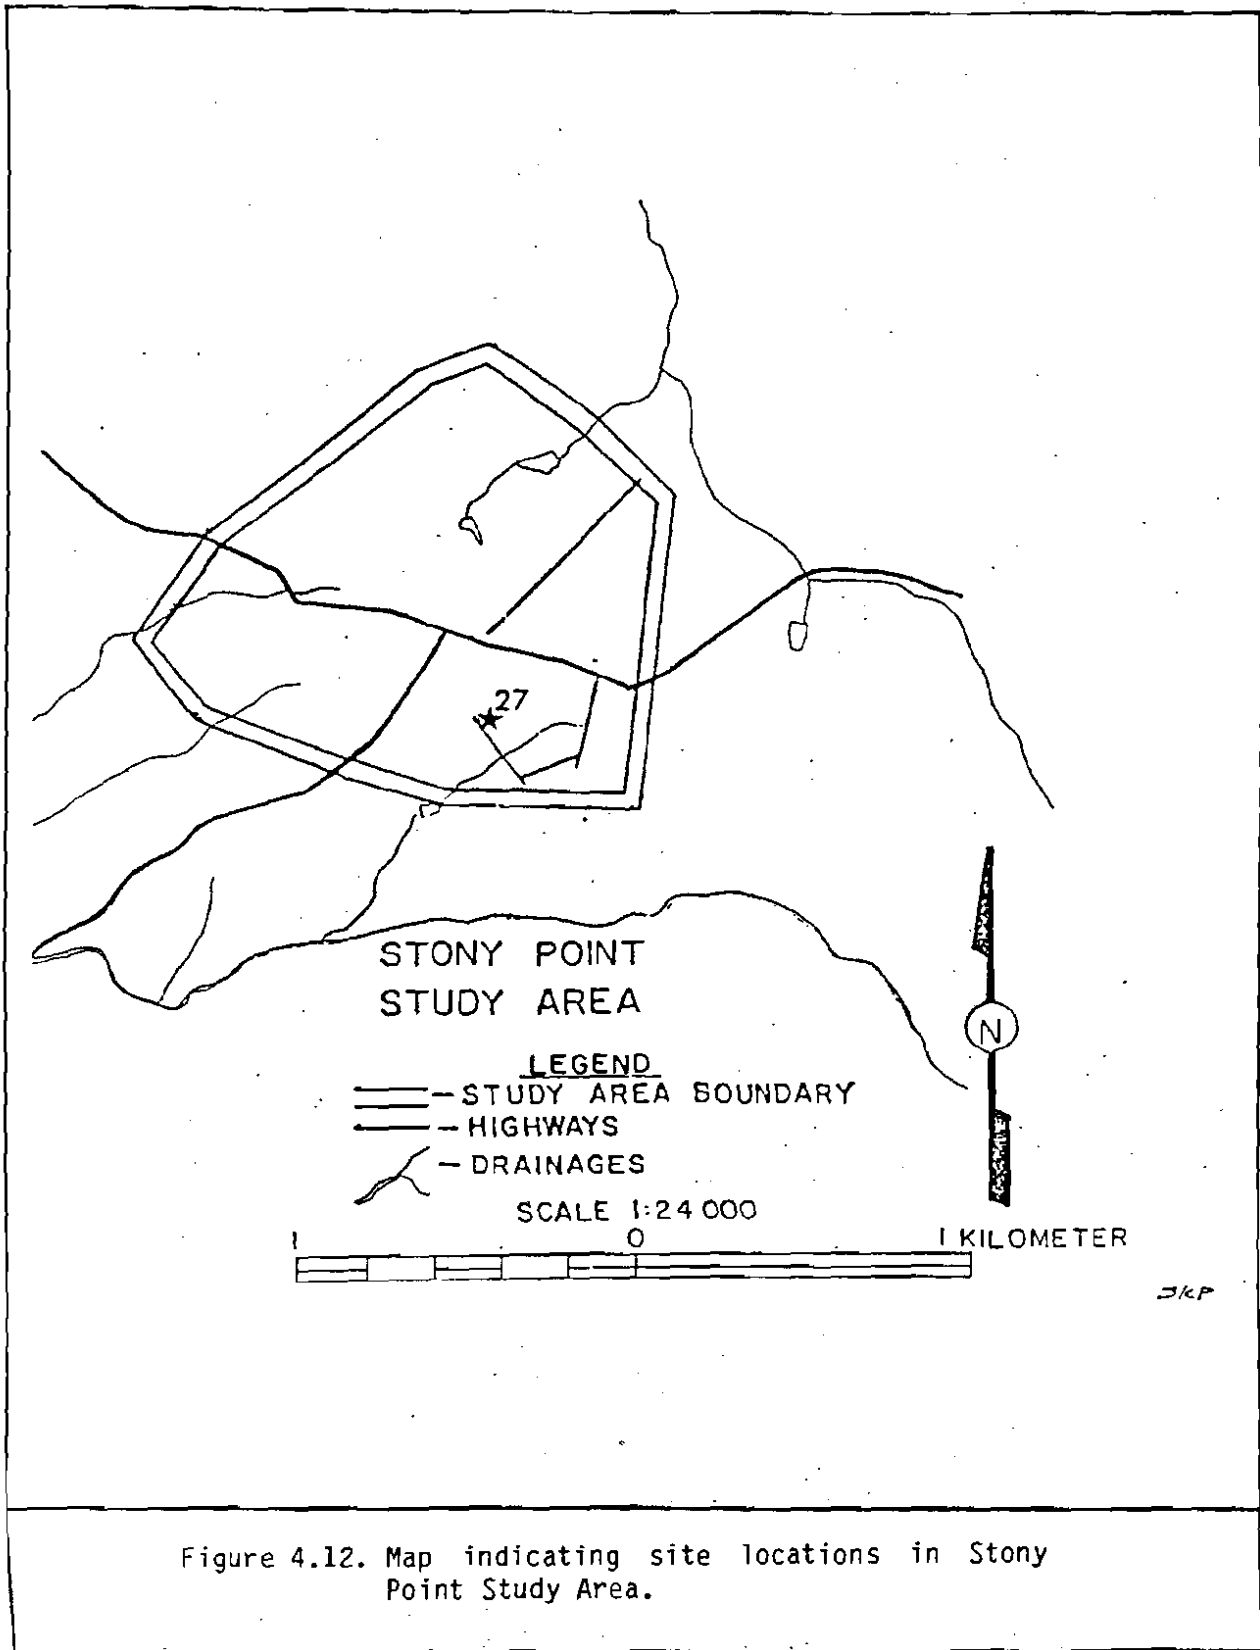 27
STONY POINT
STUDY AREA
N
LEGEND
— STUDY AREA BOUNDARY
— HIGHWAYS
— DRAINAGES
SCALE 1:24 000
1 0 1 KILOMETER
JKP
Figure 4.12. Map indicating site locations in Stony
Point Study Area.